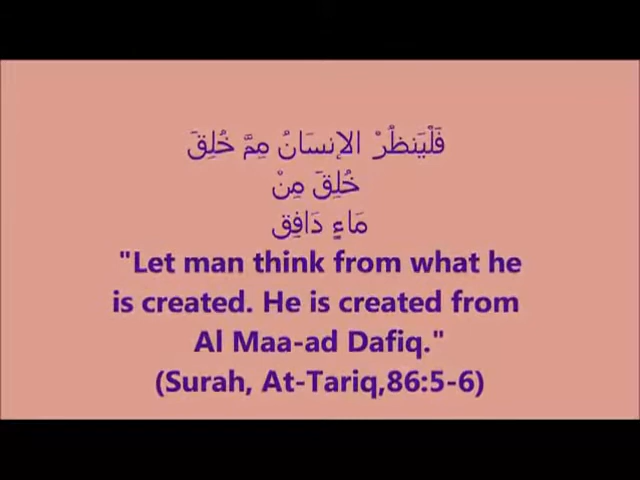 فَلْيَنظُرْ الإنسَانُ مِمَّ خُلِقَ
خُلِقَ مِنْ
مَاءٍ دَافِقٍ
"Let man think from what he
is created. He is created from
Al Maa-ad Dafiq."
(Surah, At-Tariq,86:5-6)